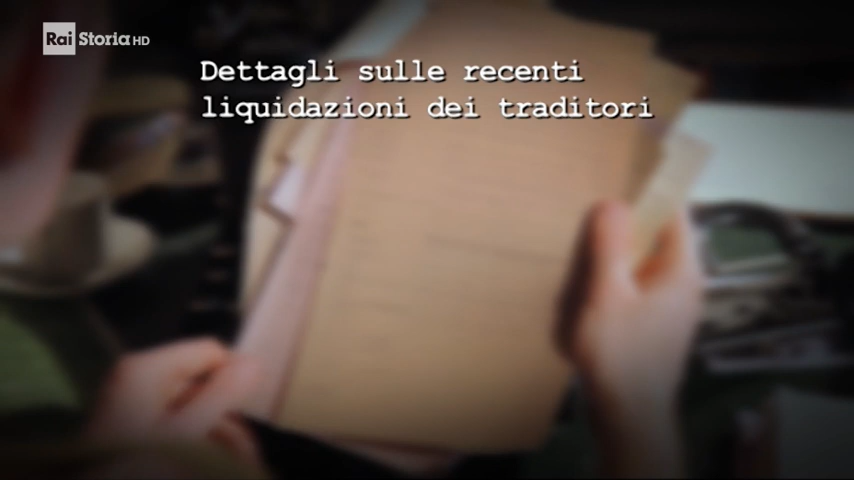 Rai Storia HD
Dettagli sulle recenti
liquidazioni dei traditori